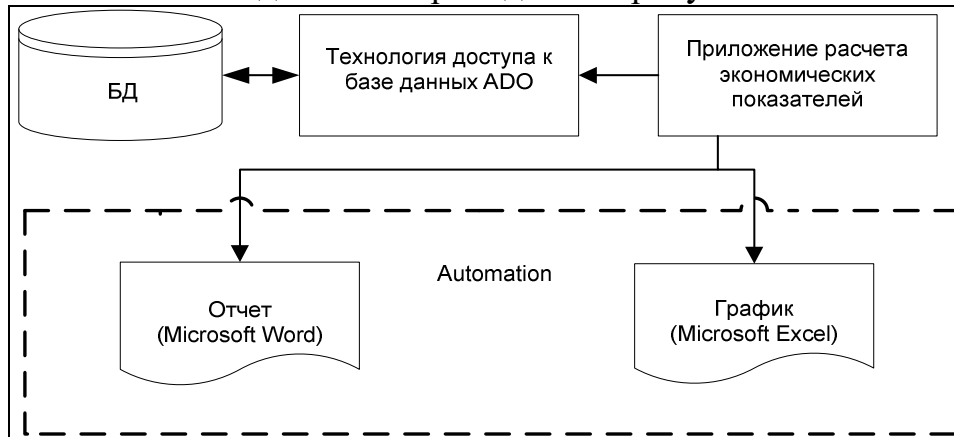 БД
Технология доступа к
базе данных ADO
Приложение расчета
экономических
показателей
Automation
Отчет
(Microsoft Word)
График
(Microsoft Excel)